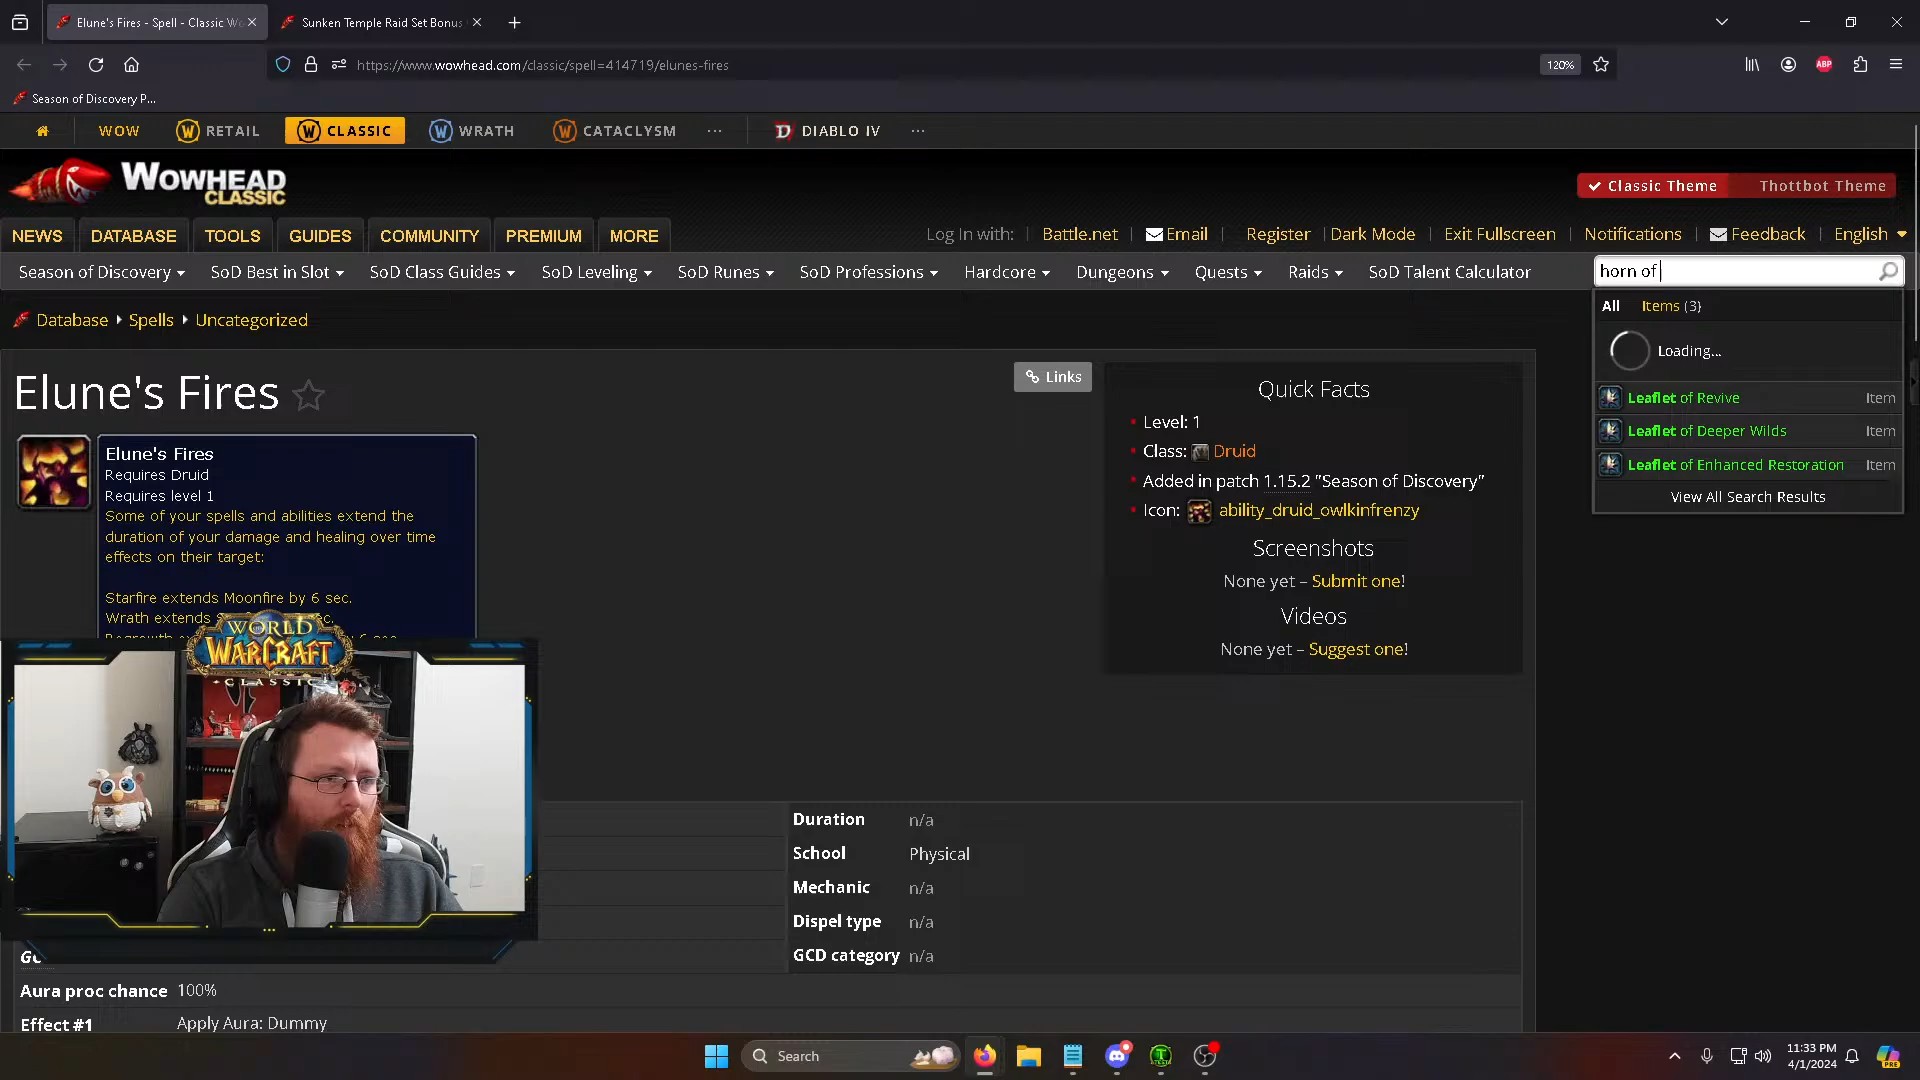 Elune's Fires - Spell - Classic Wo
Sunken Temple Raid Set Bonus
https://www.wowhead.com/classic/spell=414719/elunes-fires
120%
ABP
Season of Discovery P...
WOW
RETAIL
CLASSIC
WRATH
CATACLYSM
DIABLO IV
WOWHEAD
CLASSIC
Classic Theme
Thottbot Theme
NEWS
DATABASE
TOOLS
GUIDES
COMMUNITY
PREMIUM
MORE
Log In with:
Battle.net
Email
Register
Dark Mode
Exit Fullscreen
Notifications
Feedback
English
Season of Discovery
SoD Best in Slot
SoD Class Guides
SoD Leveling
SoD Runes
SoD Professions
Hardcore
Dungeons
Quests
Raids
SoD Talent Calculator
horn of
All
Items (3)
Loading...
Leaflet of Revive
Item
Leaflet of Deeper Wilds
Item
Leaflet of Enhanced Restoration
Item
View All Search Results
Database
Spells
Uncategorized
Elune's Fires
Links
Elune's Fires
Requires Druid
Requires level 1
Some of your spells and abilities extend the
duration of your damage and healing over time
effects on their target:
Starfire extends Moonfire by 6 sec.
Wrath extends
Quick Facts
Level: 1
Class: Druid
Added in patch 1.15.2 "Season of Discovery"
Icon: ability_druid_owlkinfrenzy
Screenshots
None yet – Submit one!
Videos
None yet – Suggest one!
WORLD
WARCRAFT
CLASSIC
Duration n/a
School Physical
Mechanic n/a
Dispel type n/a
GCD category n/a
Aura proc chance 100%
Effect #1 Apply Aura: Dummy
Search
11:33 PM
4/1/2024
PRE